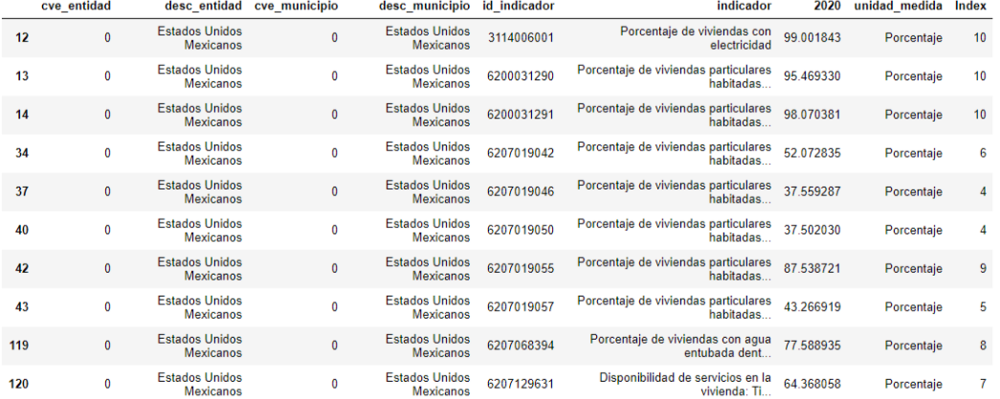 cve_entidad desc_entidad cve_municipio desc_municipio id_indicador indicador 2020 unidad_medida Index
12 0 Estados Unidos Mexicanos 0 Estados Unidos Mexicanos 3114006001 Porcentaje de viviendas con electricidad 99.001843 Porcentaje 10
13 0 Estados Unidos Mexicanos 0 Estados Unidos Mexicanos 6200031290 Porcentaje de viviendas particulares habitadas... 95.469330 Porcentaje 10
14 0 Estados Unidos Mexicanos 0 Estados Unidos Mexicanos 6200031291 Porcentaje de viviendas particulares habitadas... 98.070381 Porcentaje 10
34 0 Estados Unidos Mexicanos 0 Estados Unidos Mexicanos 6207019042 Porcentaje de viviendas particulares habitadas... 52.072835 Porcentaje 6
37 0 Estados Unidos Mexicanos 0 Estados Unidos Mexicanos 6207019046 Porcentaje de viviendas particulares habitadas... 37.559287 Porcentaje 4
40 0 Estados Unidos Mexicanos 0 Estados Unidos Mexicanos 6207019050 Porcentaje de viviendas particulares habitadas... 37.502030 Porcentaje 4
42 0 Estados Unidos Mexicanos 0 Estados Unidos Mexicanos 6207019055 Porcentaje de viviendas particulares habitadas... 87.538721 Porcentaje 9
43 0 Estados Unidos Mexicanos 0 Estados Unidos Mexicanos 6207019057 Porcentaje de viviendas particulares habitadas... 43.266919 Porcentaje 5
119 0 Estados Unidos Mexicanos 0 Estados Unidos Mexicanos 6207068394 Porcentaje de viviendas con agua entubada dent... 77.588935 Porcentaje 8
120 0 Estados Unidos Mexicanos 0 Estados Unidos Mexicanos 6207129631 Disponibilidad de servicios en la vivienda: Ti... 64.368058 Porcentaje 7